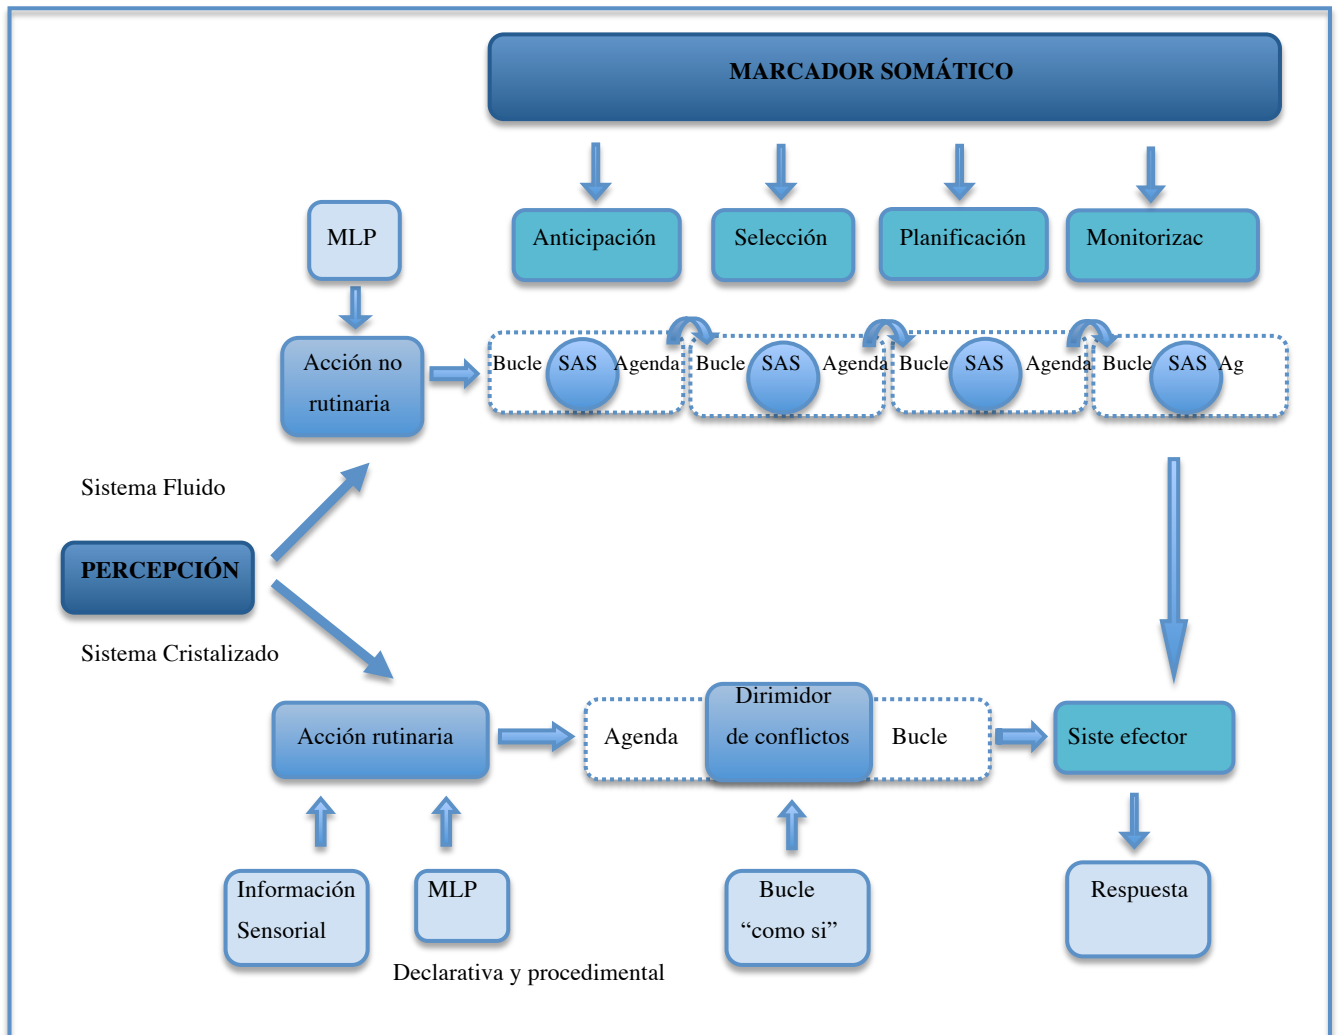 MARCADOR SOMÁTICO
MLP
Anticipación
Selección
Planificación
Monitorizac
Acción no
rutinaria
Bucle SAS Agenda
Bucle SAS Agenda
Bucle SAS Agenda
Bucle SAS Ag
Sistema Fluido
PERCEPCIÓN
Sistema Cristalizado
Acción rutinaria
Agenda
Dirimidor
de conflictos
Bucle
Siste efector
Información
Sensorial
MLP
Declarativa y procedimental
Bucle
“como si”
Respuesta